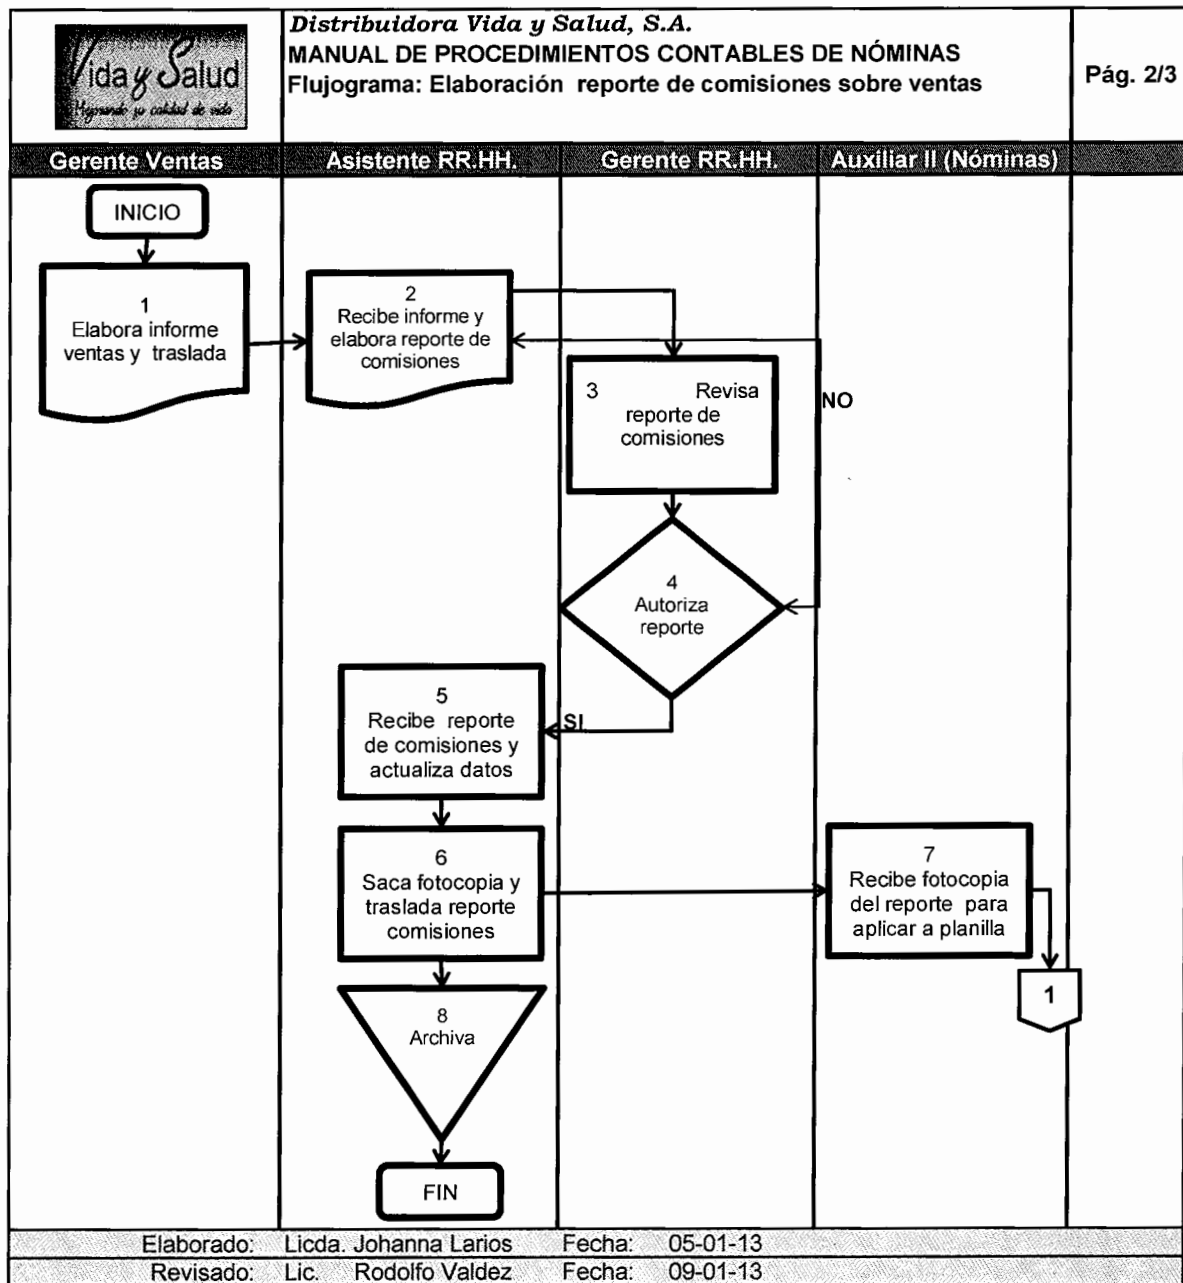 Vida y Salud
Mejorando su calidad de vida
Distribuidora Vida y Salud, S.A.
MANUAL DE PROCEDIMIENTOS CONTABLES DE NÓMINAS
Flujograma: Elaboración reporte de comisiones sobre ventas
Pág. 2/3
Gerente Ventas
Asistente RR.HH.
Gerente RR.HH.
Auxiliar II (Nóminas)
INICIO
1
Elabora informe
ventas y traslada
2
Recibe informe y
elabora reporte de
comisiones
3 Revisa
reporte de
comisiones
NO
4
Autoriza
reporte
SI
5
Recibe reporte
de comisiones y
actualiza datos
6
Saca fotocopia y
traslada reporte
comisiones
7
Recibe fotocopia
del reporte para
aplicar a planilla
1
8
Archiva
FIN
Elaborado: Licda. Johanna Larios Fecha: 05-01-13
Revisado: Lic. Rodolfo Valdez Fecha: 09-01-13